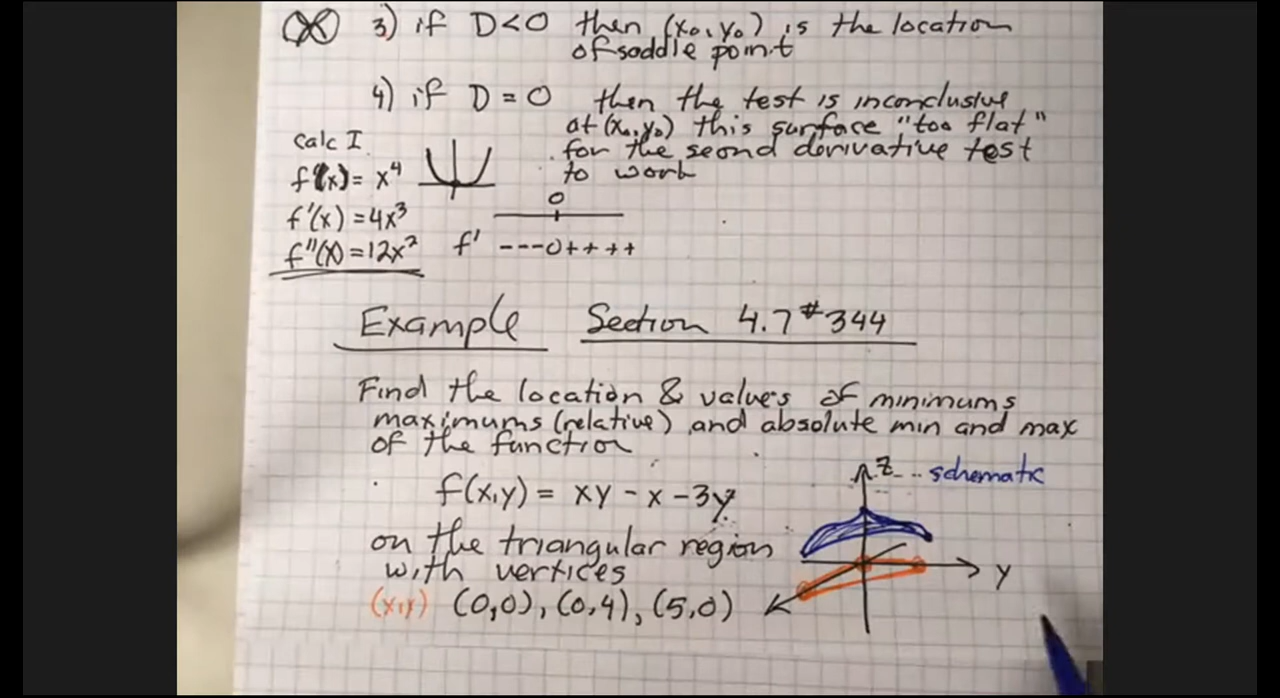 3) if D<0 then (x₀,y₀) is the location
of saddle point
4) if D=0 then the test is inconclusive
at (x₀,y₀) this surface "too flat"
for the seond derivative test
to work
Calc I
f(x)= x⁴
f'(x)=4x³
f''(x)=12x²
0
f' ---0++++
Example Section 4.7 #344
Find the location & values of minimums
maximums (relative) and absolute min and max
of the function
f(x,y) = xy - x - 3y
on the triangular region
with vertices
(x,y) (0,0), (0,4), (5,0)
z schematic
y